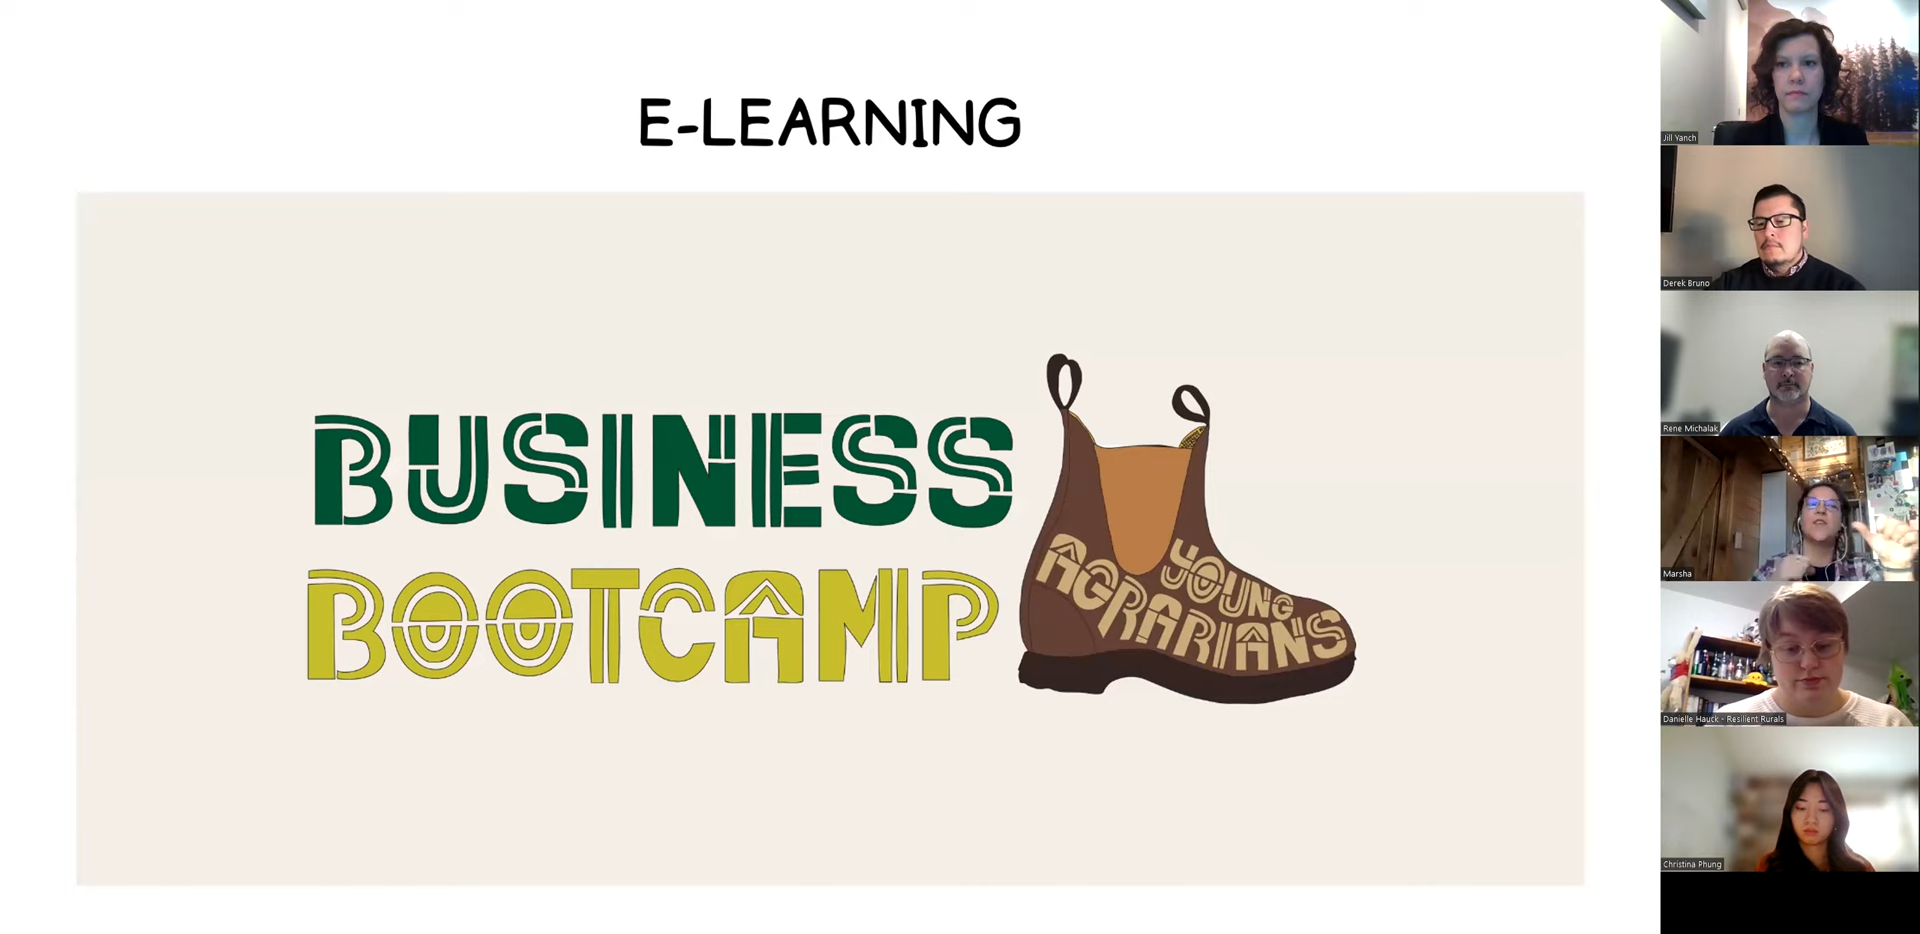 E-LEARNING
BUSINESS
BOOTCAMP
YOUNG
AGRARIANS
Jill Yanch
Derek Bruno
Rene Michalak
Marsha
Danielle Hauck - Resilient Rurals
Christina Phung